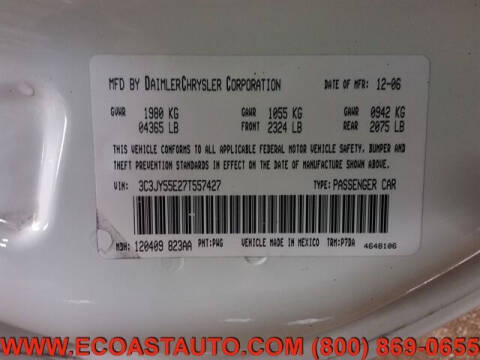 MFD BY DAIMLERCHRYSLER CORPORATION DATE OF MFR: 12-06
GVWR 1980 KG GAWR 1055 KG GAWR 0942 KG
04365 LB FRONT 2324 LB REAR 2075 LB
THIS VEHICLE CONFORMS TO ALL APPLICABLE FEDERAL MOTOR VEHICLE SAFETY, BUMPER AND
THEFT PREVENTION STANDARDS IN EFFECT ON THE DATE OF MANUFACTURE SHOWN ABOVE.
VIN: 3C3JY55E27T557427 TYPE: PASSENGER CAR
MDH: 120409 823AA PNT: PWG VEHICLE MADE IN MEXICO TRM: P7DA 4648106
WWW.ECOASTAUTO.COM (800) 869-0655